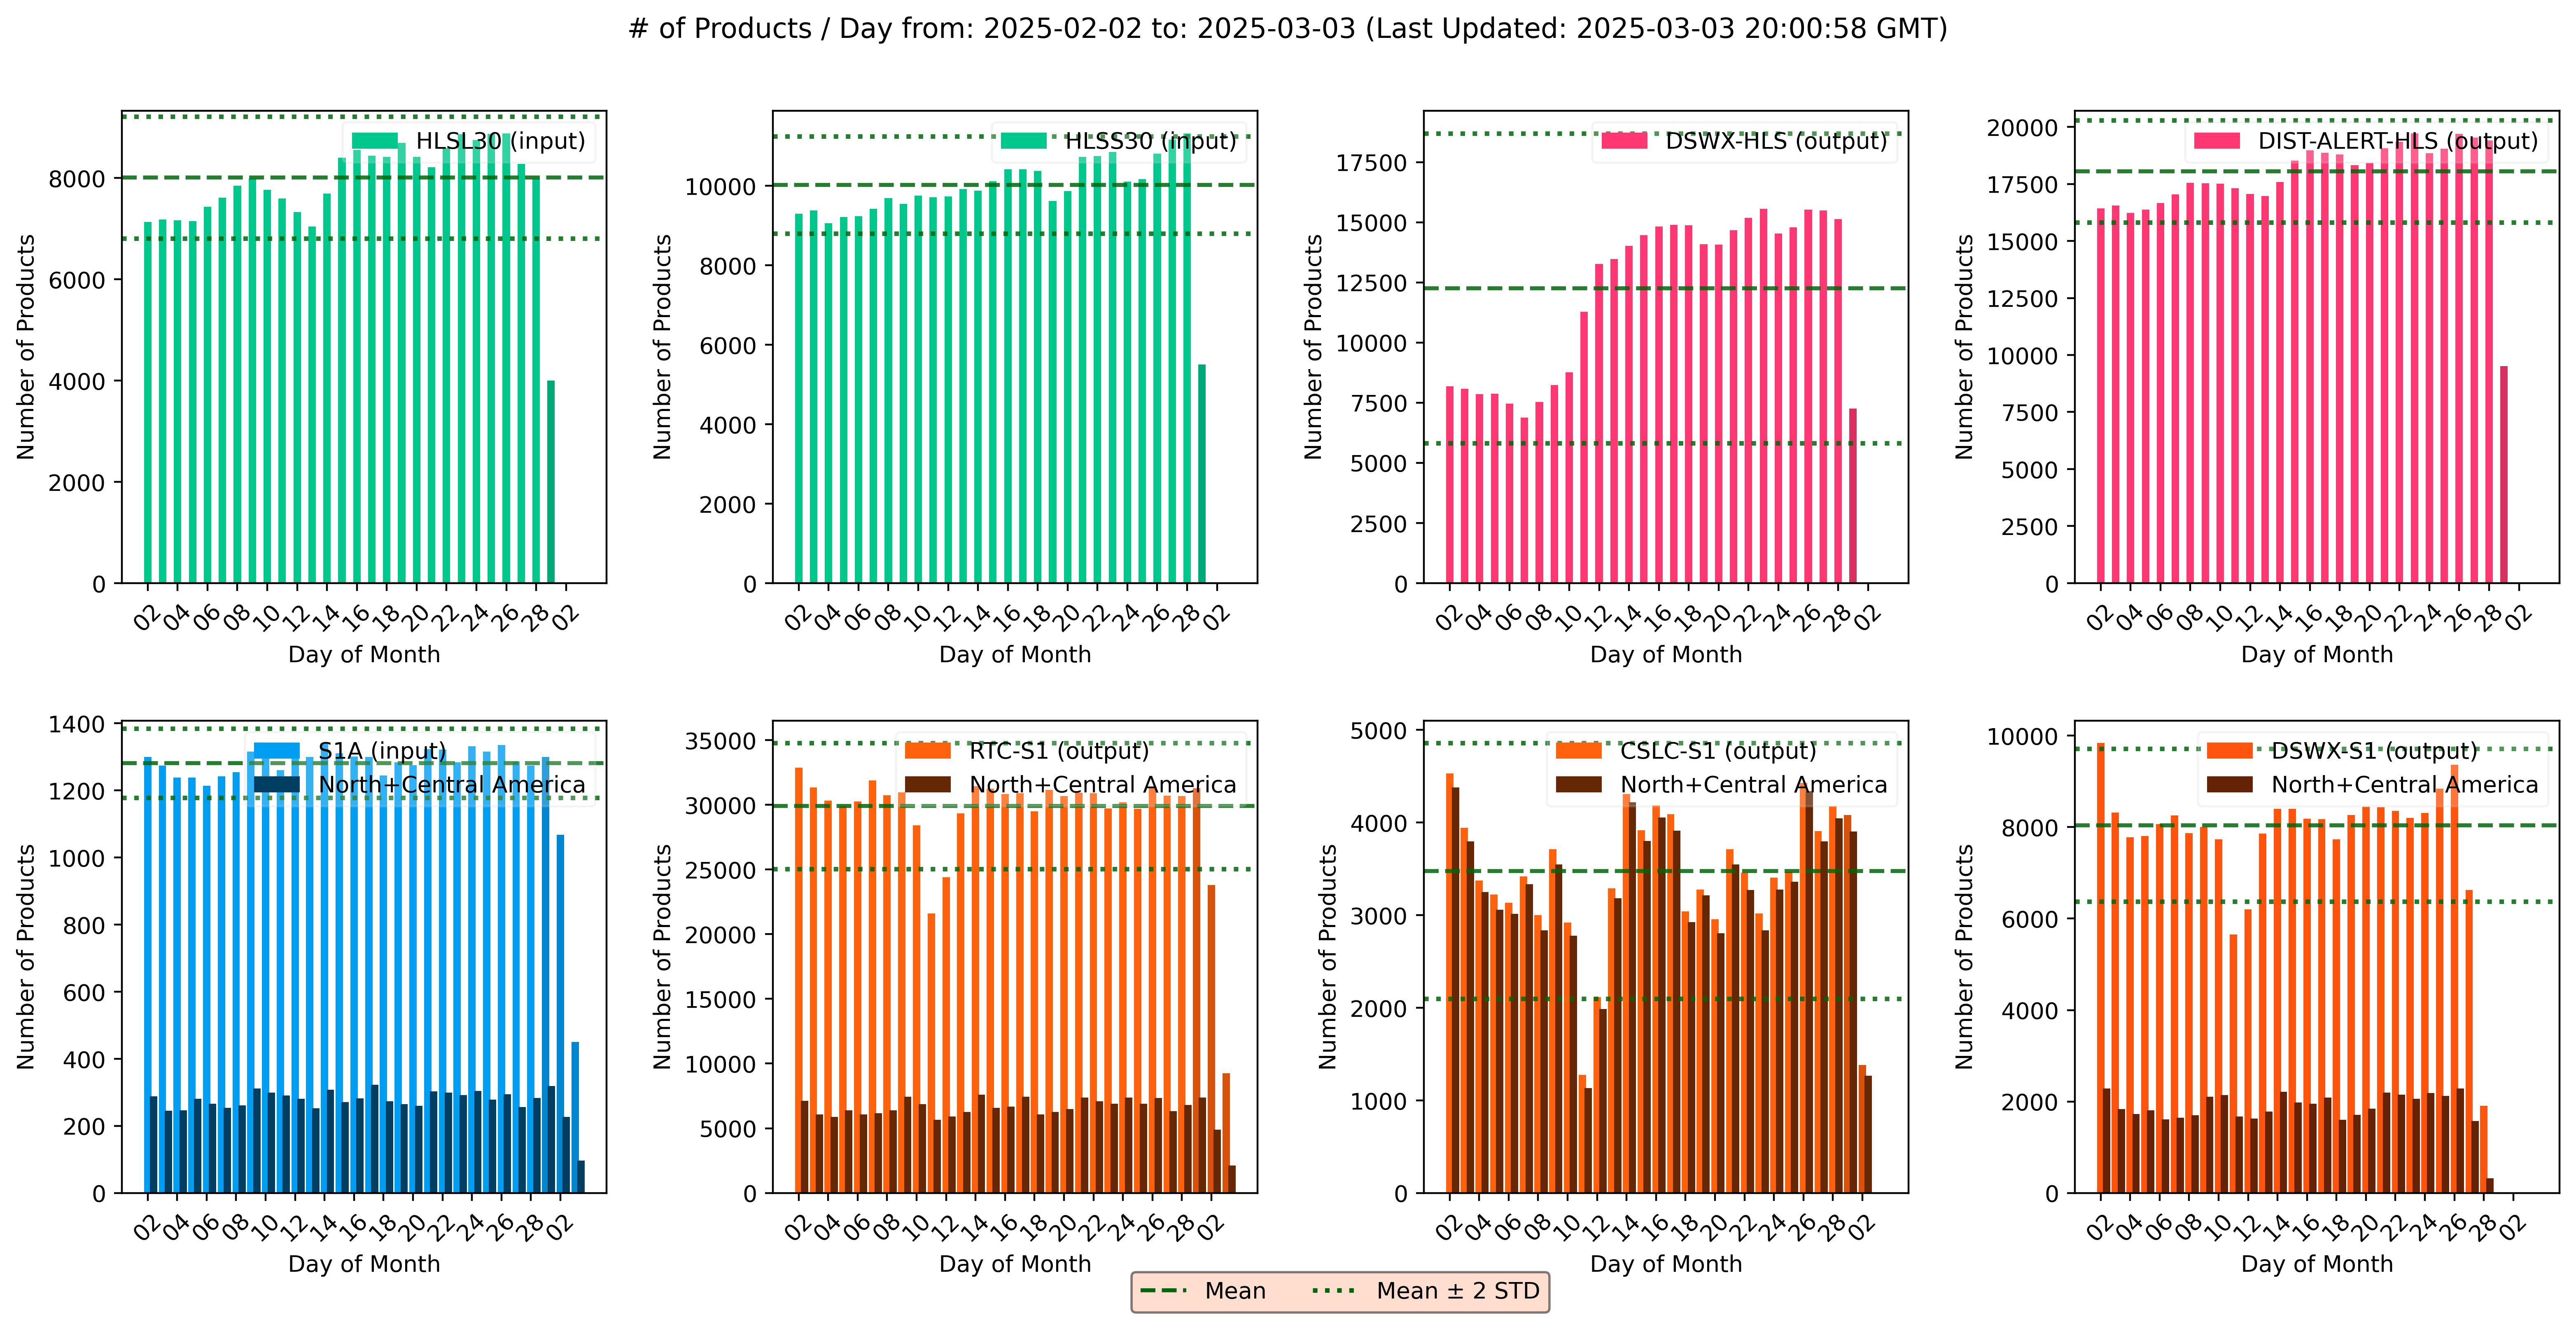 # of Products / Day from: 2025-02-02 to: 2025-03-03 (Last Updated: 2025-03-03 20:00:58 GMT)
HLSL30 (input)
8000
6000
4000
2000
0
Number of Products
02 04 06 08 10 12 14 16 18 20 22 24 26 28 02
Day of Month
HLSS30 (input)
10000
8000
6000
4000
2000
0
Number of Products
02 04 06 08 10 12 14 16 18 20 22 24 26 28 02
Day of Month
DSWX-HLS (output)
17500
15000
12500
10000
7500
5000
2500
0
Number of Products
02 04 06 08 10 12 14 16 18 20 22 24 26 28 02
Day of Month
DIST-ALERT-HLS (output)
20000
17500
15000
12500
10000
7500
5000
2500
0
Number of Products
02 04 06 08 10 12 14 16 18 20 22 24 26 28 02
Day of Month
S1A (input)
North+Central America
1400
1200
1000
800
600
400
200
0
Number of Products
02 04 06 08 10 12 14 16 18 20 22 24 26 28 02
Day of Month
RTC-S1 (output)
North+Central America
35000
30000
25000
20000
15000
10000
5000
0
Number of Products
02 04 06 08 10 12 14 16 18 20 22 24 26 28 02
Day of Month
CSLC-S1 (output)
North+Central America
5000
4000
3000
2000
1000
0
Number of Products
02 04 06 08 10 12 14 16 18 20 22 24 26 28 02
Day of Month
DSWX-S1 (output)
North+Central America
10000
8000
6000
4000
2000
0
Number of Products
02 04 06 08 10 12 14 16 18 20 22 24 26 28 02
Day of Month
Mean
Mean ± 2 STD